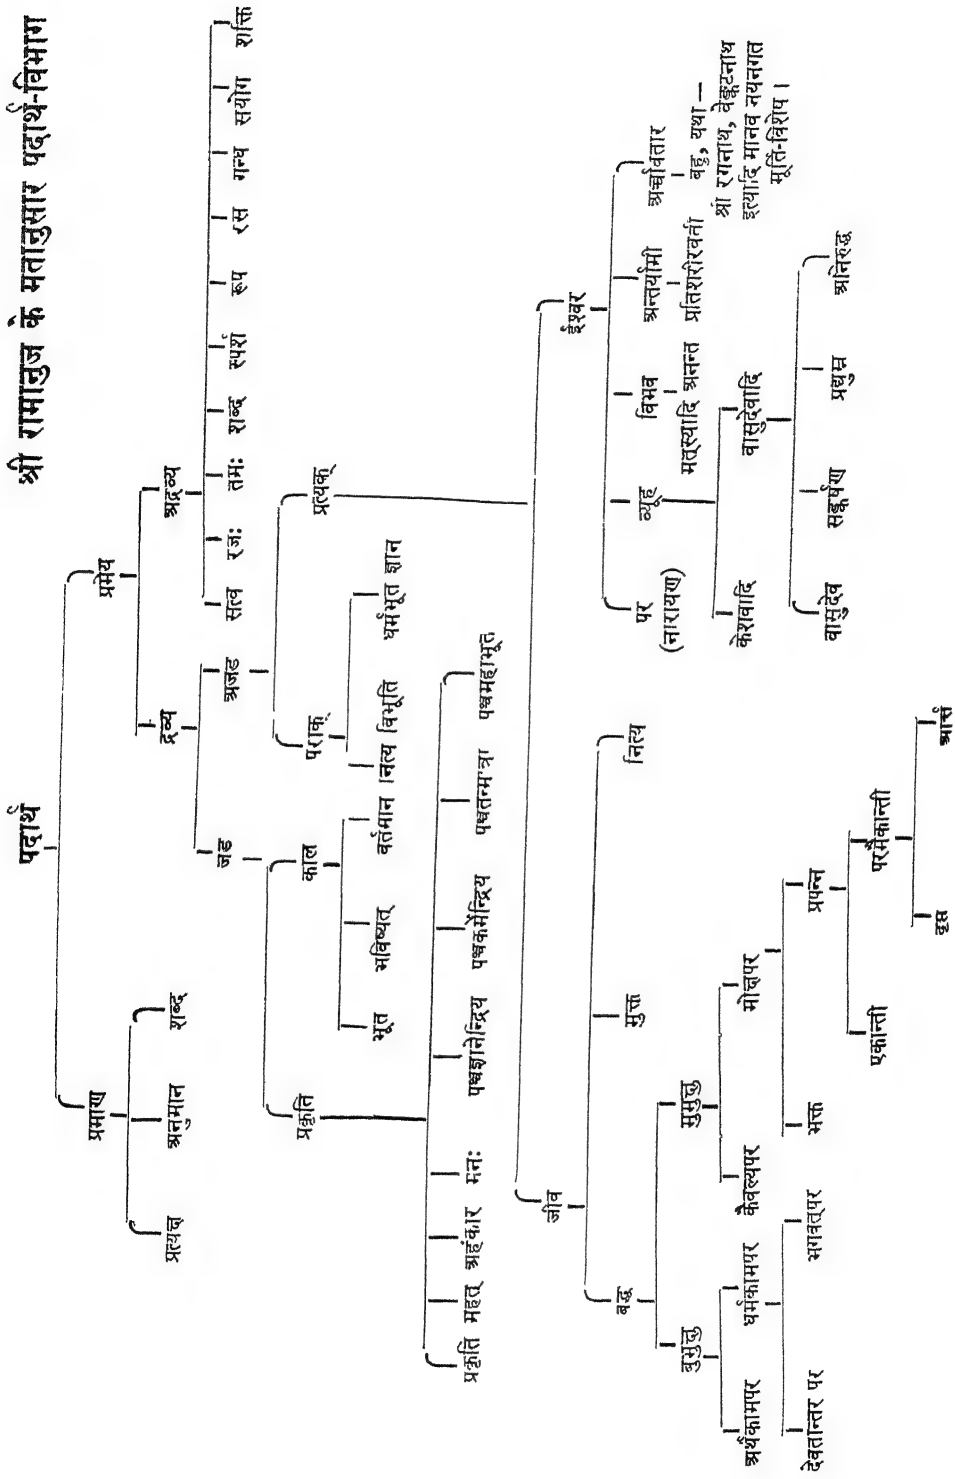 श्री रामानुज के मतानुसार पदार्थ-विभाग
पदार्थ
प्रमाण
प्रमेय
प्रत्यक्ष
अनुमान
शब्द
द्रव्य
अद्रव्य
सत्व
रजः
तमः
शब्द
स्पर्श
रूप
रस
गन्ध
सयोग
शक्ति
जड
अजड
प्रकृति
काल
पराक्
प्रत्यक्
भूत
भविष्यत्
वर्तमान
नित्य विभूति
धर्मभूत ज्ञान
प्रकृति
महत्
अहंकार
मनः
पञ्चज्ञानेन्द्रिय
पञ्चकर्मेन्द्रिय
पञ्चतन्मात्रा
पञ्चमहाभूत
जीव
ईश्वर
बद्ध
मुक्त
नित्य
पर
(नारायण)
व्यूह
विभव
मत्स्यादि अनन्त
अन्तर्यामी
प्रतिशरीरवर्ती
अर्चावतार
बहु, यथा —
श्री रगनाथ, वेङ्कटनाथ
इत्यादि मानव नयनगत
मूर्ति-विशेष ।
केशवादि
वासुदेवादि
वासुदेव
सङ्कर्षण
प्रद्युम्न
अनिरुद्ध
बुभुक्षु
मुमुक्षु
अर्थकामपर
धर्मकामपर
कैवल्यपर
मोक्षपर
देवतान्तर पर
भगवत्पर
भक्त
प्रपन्न
एकान्ती
परमैकान्ती
दृप्त
आर्त्त